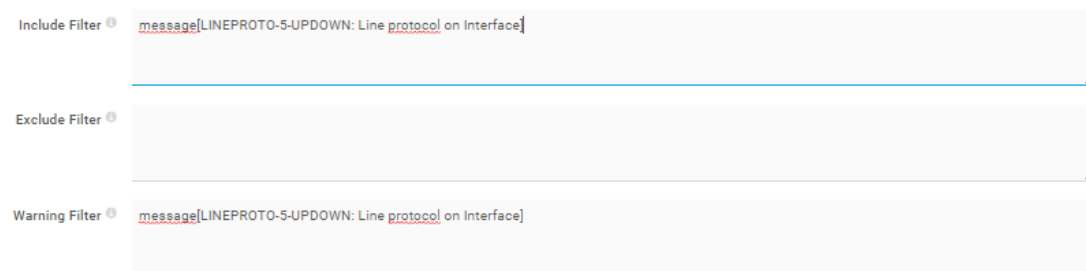 Include Filter
message[LINEPROTO-5-UPDOWN: Line protocol on Interface]
Exclude Filter
Warning Filter
message[LINEPROTO-5-UPDOWN: Line protocol on Interface]